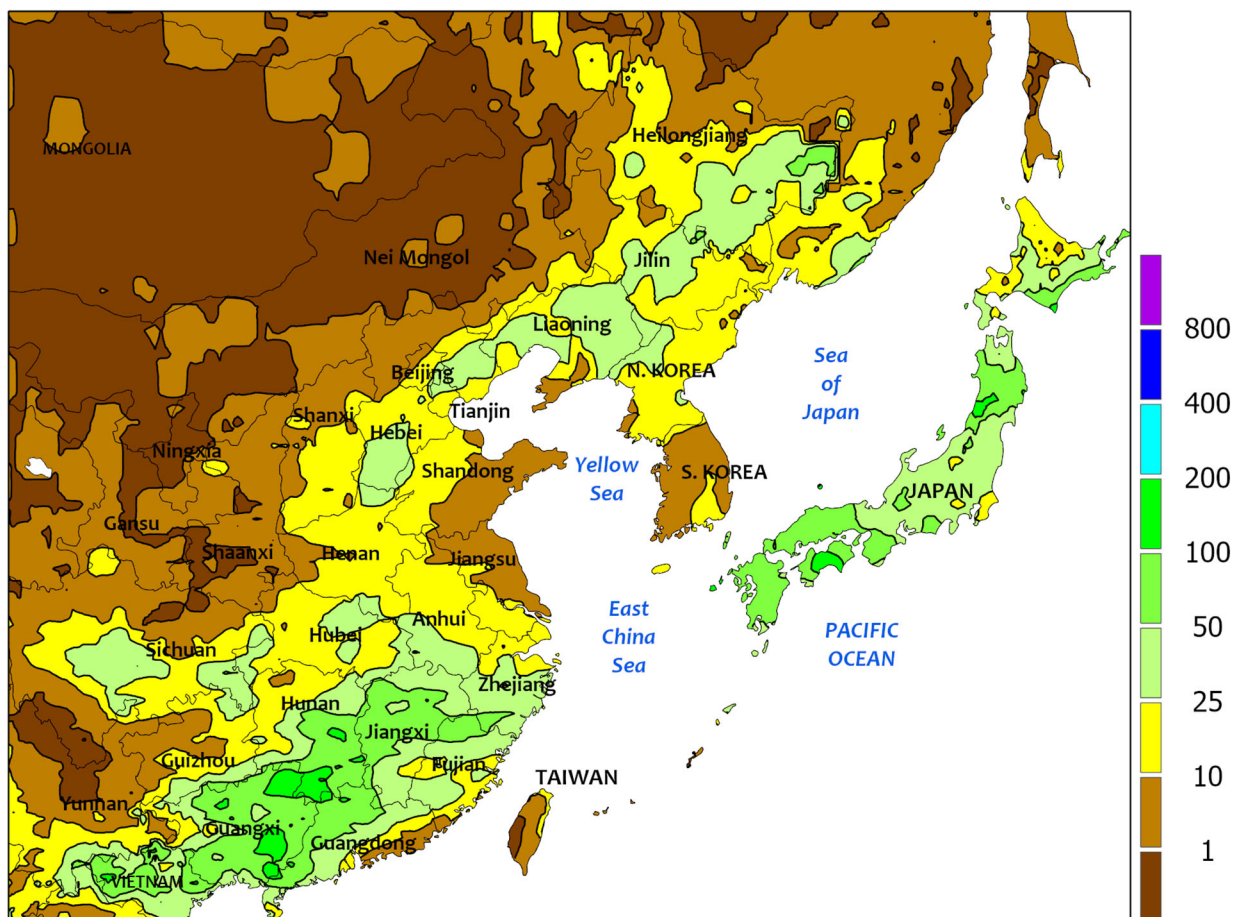 Heilongjiang
MONGOLIA
Nei Mongol
Jilin
Liaoning
800
Beijing
N. KOREA
Sea
of
Japan
400
Shanxi
Tianjin
Hebei
Ningxia
Shandong
Yellow
Sea
S. KOREA
200
JAPAN
Gansu
Shaanxi
Henan
Jiangsu
100
East
China
Sea
Anhui
Hubei
PACIFIC
OCEAN
50
Sichuan
Zhejiang
Hunan
25
Jiangxi
Guizhou
Fujian
TAIWAN
10
Yunnan
Guangxi
Guangdong
1
VIETNAM